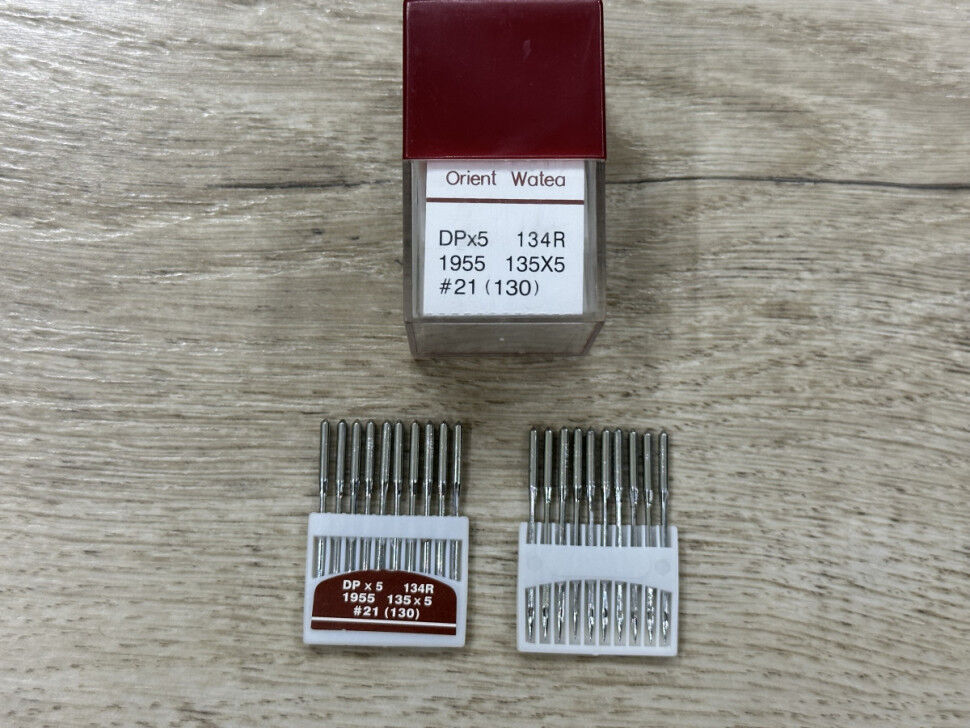 Orient Watea
DPx5 134R
1955 135X5
#21 (130)
DP x 5 134R
1955 135 x 5
#21 (130)